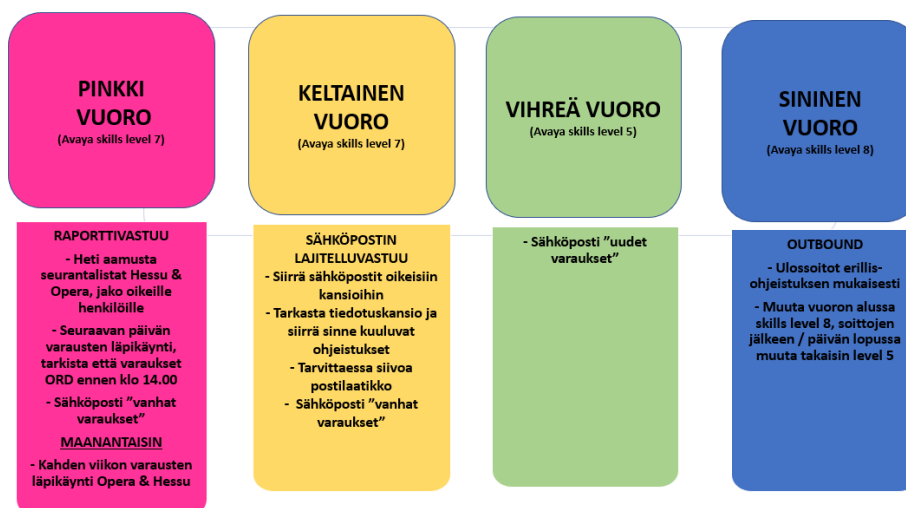 PINKKI
VUORO
(Avaya skills level 7)
RAPORTTIVASTUU
- Heti aamusta
seurantalistat Hessu &
Opera, jako oikeille
henkilöille
- Seuraavan päivän
varausten läpikäynti,
tarkista että varaukset
ORD ennen klo 14.00
- Sähköposti ”vanhat
varaukset”
MAANANTAISIN
- Kahden viikon varausten
läpikäynti Opera & Hessu
KELTAINEN
VUORO
(Avaya skills level 7)
SÄHKÖPOSTIN
LAJITELLUVASTUU
- Siirrä sähköpostit oikeisiin
kansioihin
- Tarkasta tiedotuskansio ja
siirrä sinne kuuluvat
ohjeistukset
- Tarvittaessa siivoa
postilaatikko
- Sähköposti ”vanhat
varaukset”
VIHREÄ VUORO
(Avaya skills level 5)
- Sähköposti ”uudet
varaukset”
SININEN
VUORO
(Avaya skills level 8)
OUTBOUND
- Ulossoitot erillis-
ohjeistuksen mukaisesti
- Muuta vuoron alussa
skills level 8, soittojen
jälkeen / päivän lopussa
muuta takaisin level 5